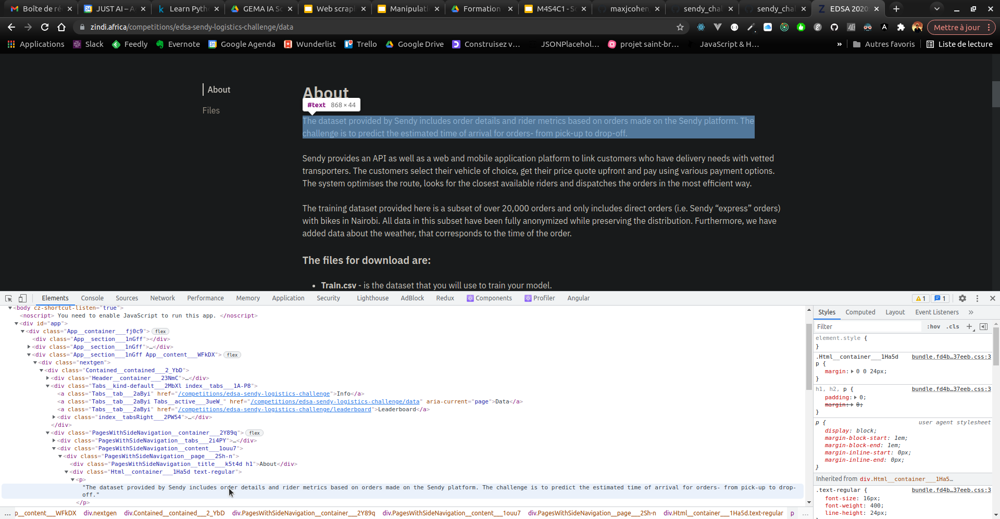 Boîte de ré
JUST AI – A
Learn Pyth
GEMA IA Sc
Web scrapi
Manipulati
Formation
M4S4C1 - Sc
maxjcohen
sendy_chal
sendy_chal
EDSA 2020
zindi.africa/competitions/edsa-sendy-logistics-challenge/data
Mettre à jour
Applications
Slack
Feedly
Evernote
Google Agenda
Wunderlist
Trello
Google Drive
Construisez v…
JSONPlacehol…
projet saint-br…
JavaScript & H…
»
Autres favoris
Liste de lecture
About
Files
About
#text 868 × 44
The dataset provided by Sendy includes order details and rider metrics based on orders made on the Sendy platform. The
challenge is to predict the estimated time of arrival for orders- from pick-up to drop-off.
Sendy provides an API as well as a web and mobile application platform to link customers who have delivery needs with vetted
transporters. The customers select their vehicle of choice, get their price quote upfront and pay using various payment options.
The system optimises the route, looks for the closest available riders and dispatches the orders in the most efficient way.
The training dataset provided here is a subset of over 20,000 orders and only includes direct orders (i.e. Sendy “express” orders)
with bikes in Nairobi. All data in this subset have been fully anonymized while preserving the distribution. Furthermore, we have
added data about the weather, that corresponds to the time of the order.
The files for download are:
• Train.csv - is the dataset that you will use to train your model.
Elements Console Sources Network Performance Memory Application Security Lighthouse AdBlock Redux Components Profiler Angular 1 1
<body cz-shortcut-listen="true">
<noscript> You need to enable JavaScript to run this app. </noscript>
<div id="app">
<div class="App__container___fj0c9"> flex
<div class="App__section___1nGff"></div>
<div class="App__section___1nGff">…</div>
<div class="App__section___1nGff App__content___WFkDX"> flex
<div class="nextgen">
<div class="Contained__contained___2_YbD">
<div class="Header__container___23NmC">…</div>
<div class="Tabs__kind-default___2MbXl index__tabs___1A-P8">
<a class="Tabs__tab___2aByi" href="/competitions/edsa-sendy-logistics-challenge">Info</a>
<a class="Tabs__tab___2aByi Tabs__active___3ueW_" href="/competitions/edsa-sendy-logistics-challenge/data" aria-current="page">Data</a>
<a class="Tabs__tab___2aByi" href="/competitions/edsa-sendy-logistics-challenge/leaderboard">Leaderboard</a>
<div class="index__tabsRight___2PW54">…</div>
</div>
<div class="PagesWithSideNavigation__container___2Y89q"> flex
<div class="PagesWithSideNavigation__tabs___2i4PY">…</div>
<div class="PagesWithSideNavigation__content___1ouu7">
<div class="PagesWithSideNavigation__page___2Sh-n">
<div class="PagesWithSideNavigation__title___k5t4d h1">About</div>
<div class="Html__container___1Ha5d text-regular">
<p>
"The dataset provided by Sendy includes order details and rider metrics based on orders made on the Sendy platform. The challenge is to predict the estimated time of arrival for orders- from pick-up to drop-
off."
</p>
… p__content___WFkDX div.nextgen div.Contained__contained___2_YbD div.PagesWithSideNavigation__container___2Y89q div.PagesWithSideNavigation__content___1ouu7 div.PagesWithSideNavigation__page___2Sh-n div.Html__container___1Ha5d.text-regular p …
Styles Computed Layout Event Listeners »
Filter :hov .cls
element.style {
}
.Html__container___1Ha5d bundle.fd4b…37eeb.css:3
p {
margin: 0 0 24px;
}
h1, h2, p { bundle.fd4b…37eeb.css:3
padding: 0;
margin: 0;
}
p { user agent stylesheet
display: block;
margin-block-start: 1em;
margin-block-end: 1em;
margin-inline-start: 0px;
margin-inline-end: 0px;
}
Inherited from div.Html__container___1Ha5…
.text-regular { bundle.fd4b…37eeb.css:3
font-size: 16px;
font-weight: 400;
line-height: 24px;